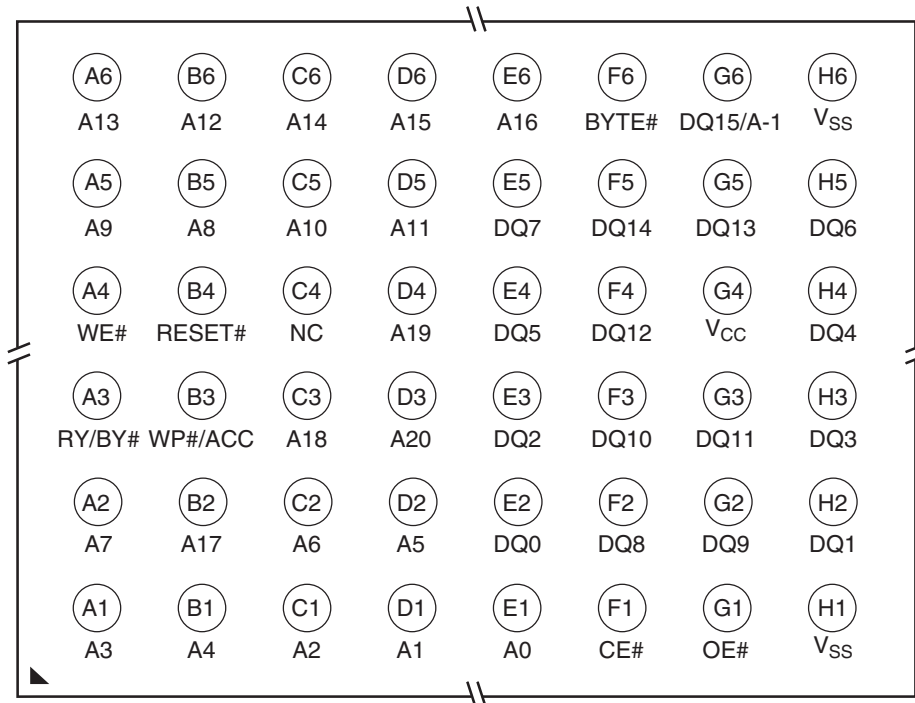 A6 B6 C6 D6 E6 F6 G6 H6
A13 A12 A14 A15 A16 BYTE# DQ15/A-1 VSS
A5 B5 C5 D5 E5 F5 G5 H5
A9 A8 A10 A11 DQ7 DQ14 DQ13 DQ6
A4 B4 C4 D4 E4 F4 G4 H4
WE# RESET# NC A19 DQ5 DQ12 VCC DQ4
A3 B3 C3 D3 E3 F3 G3 H3
RY/BY# WP#/ACC A18 A20 DQ2 DQ10 DQ11 DQ3
A2 B2 C2 D2 E2 F2 G2 H2
A7 A17 A6 A5 DQ0 DQ8 DQ9 DQ1
A1 B1 C1 D1 E1 F1 G1 H1
A3 A4 A2 A1 A0 CE# OE# VSS